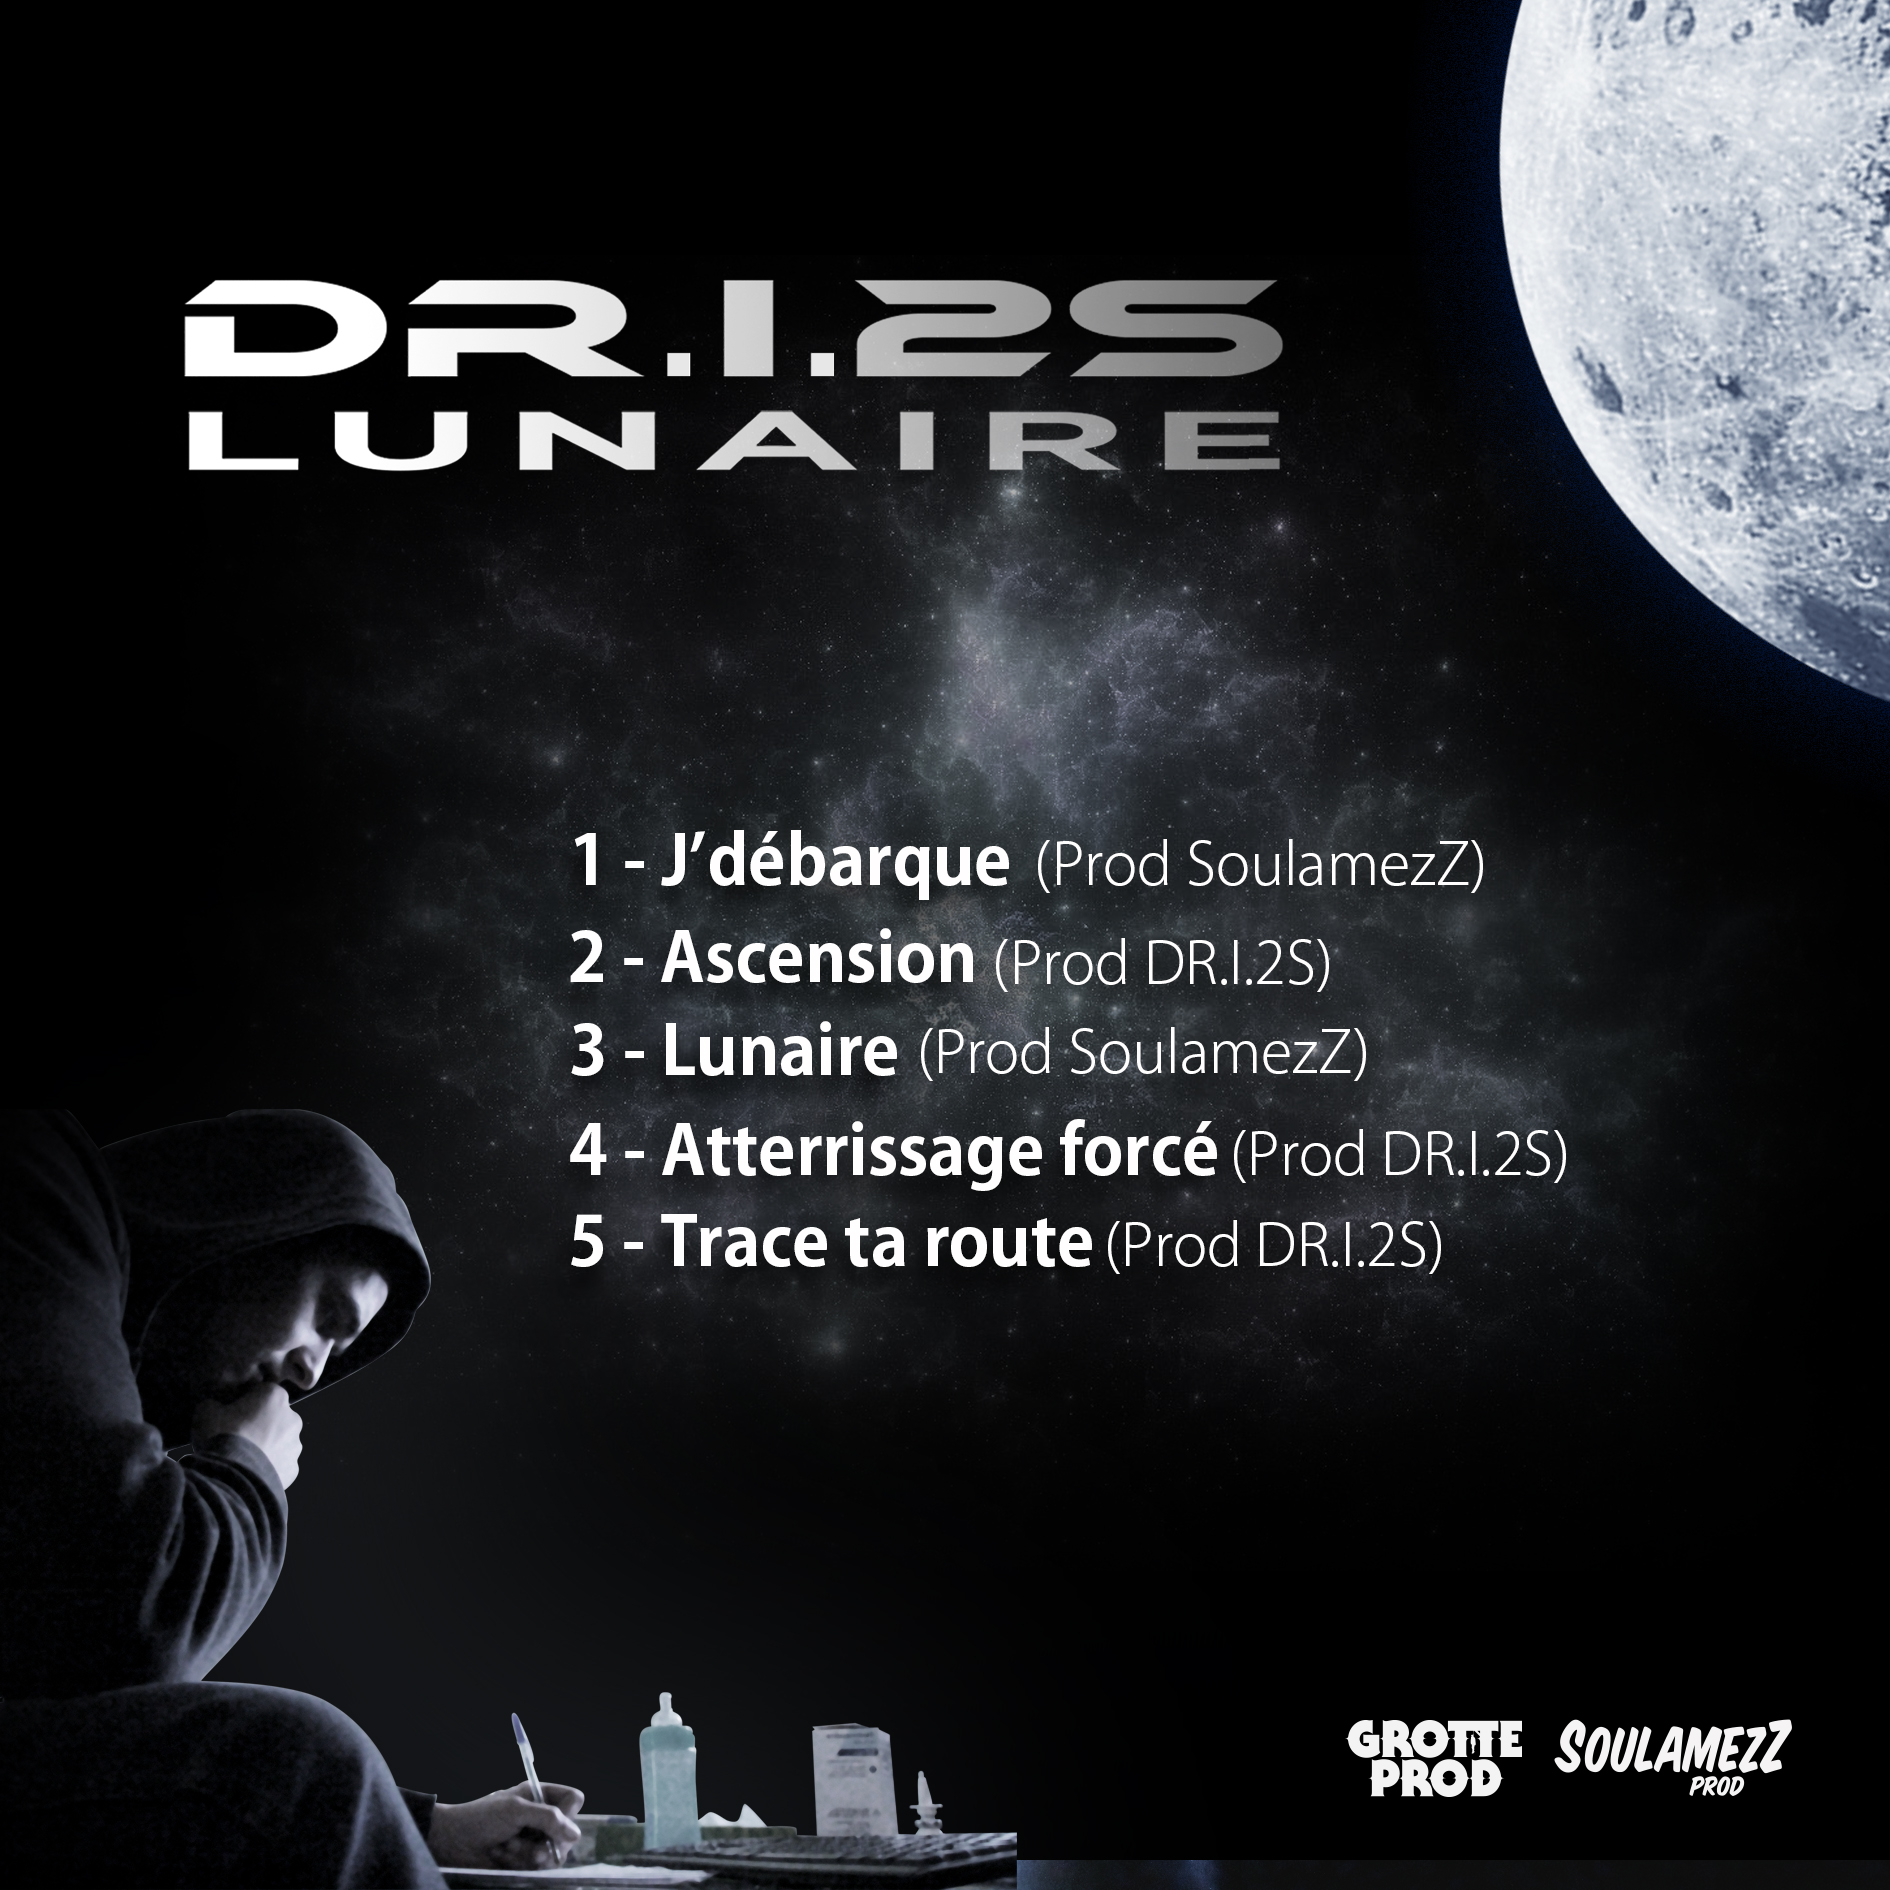 DR.I.2S
LUNAIRE
1 - J’débarque (Prod SoulamezZ)
2 - Ascension (Prod DR.I.2S)
3 - Lunaire (Prod SoulamezZ)
4 - Atterrissage forcé (Prod DR.I.2S)
5 - Trace ta route (Prod DR.I.2S)
GROTTE
PROD
SOULAMEZZ
PROD